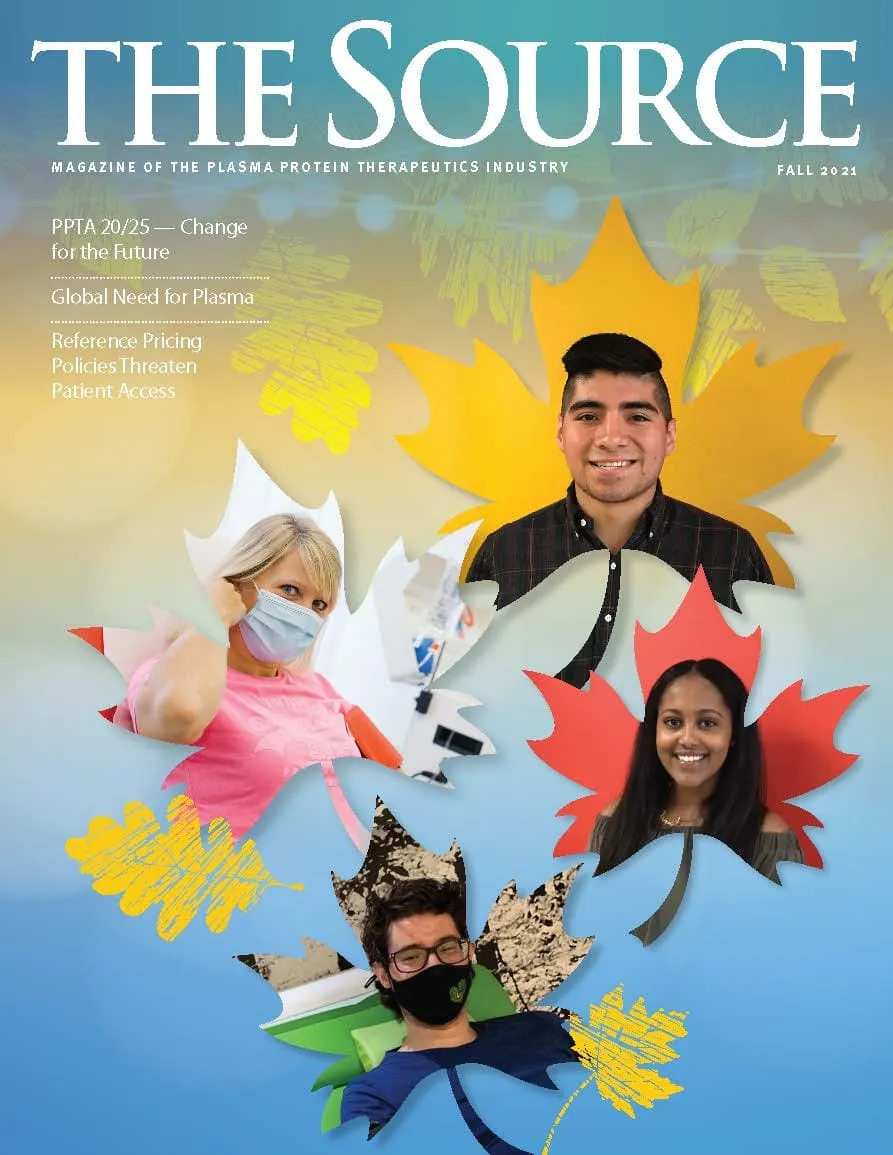 THE SOURCE
MAGAZINE OF THE PLASMA PROTEIN THERAPEUTICS INDUSTRY
FALL 2021
PPTA 20/25 — Change
for the Future
Global Need for Plasma
Reference Pricing
Policies Threaten
Patient Access